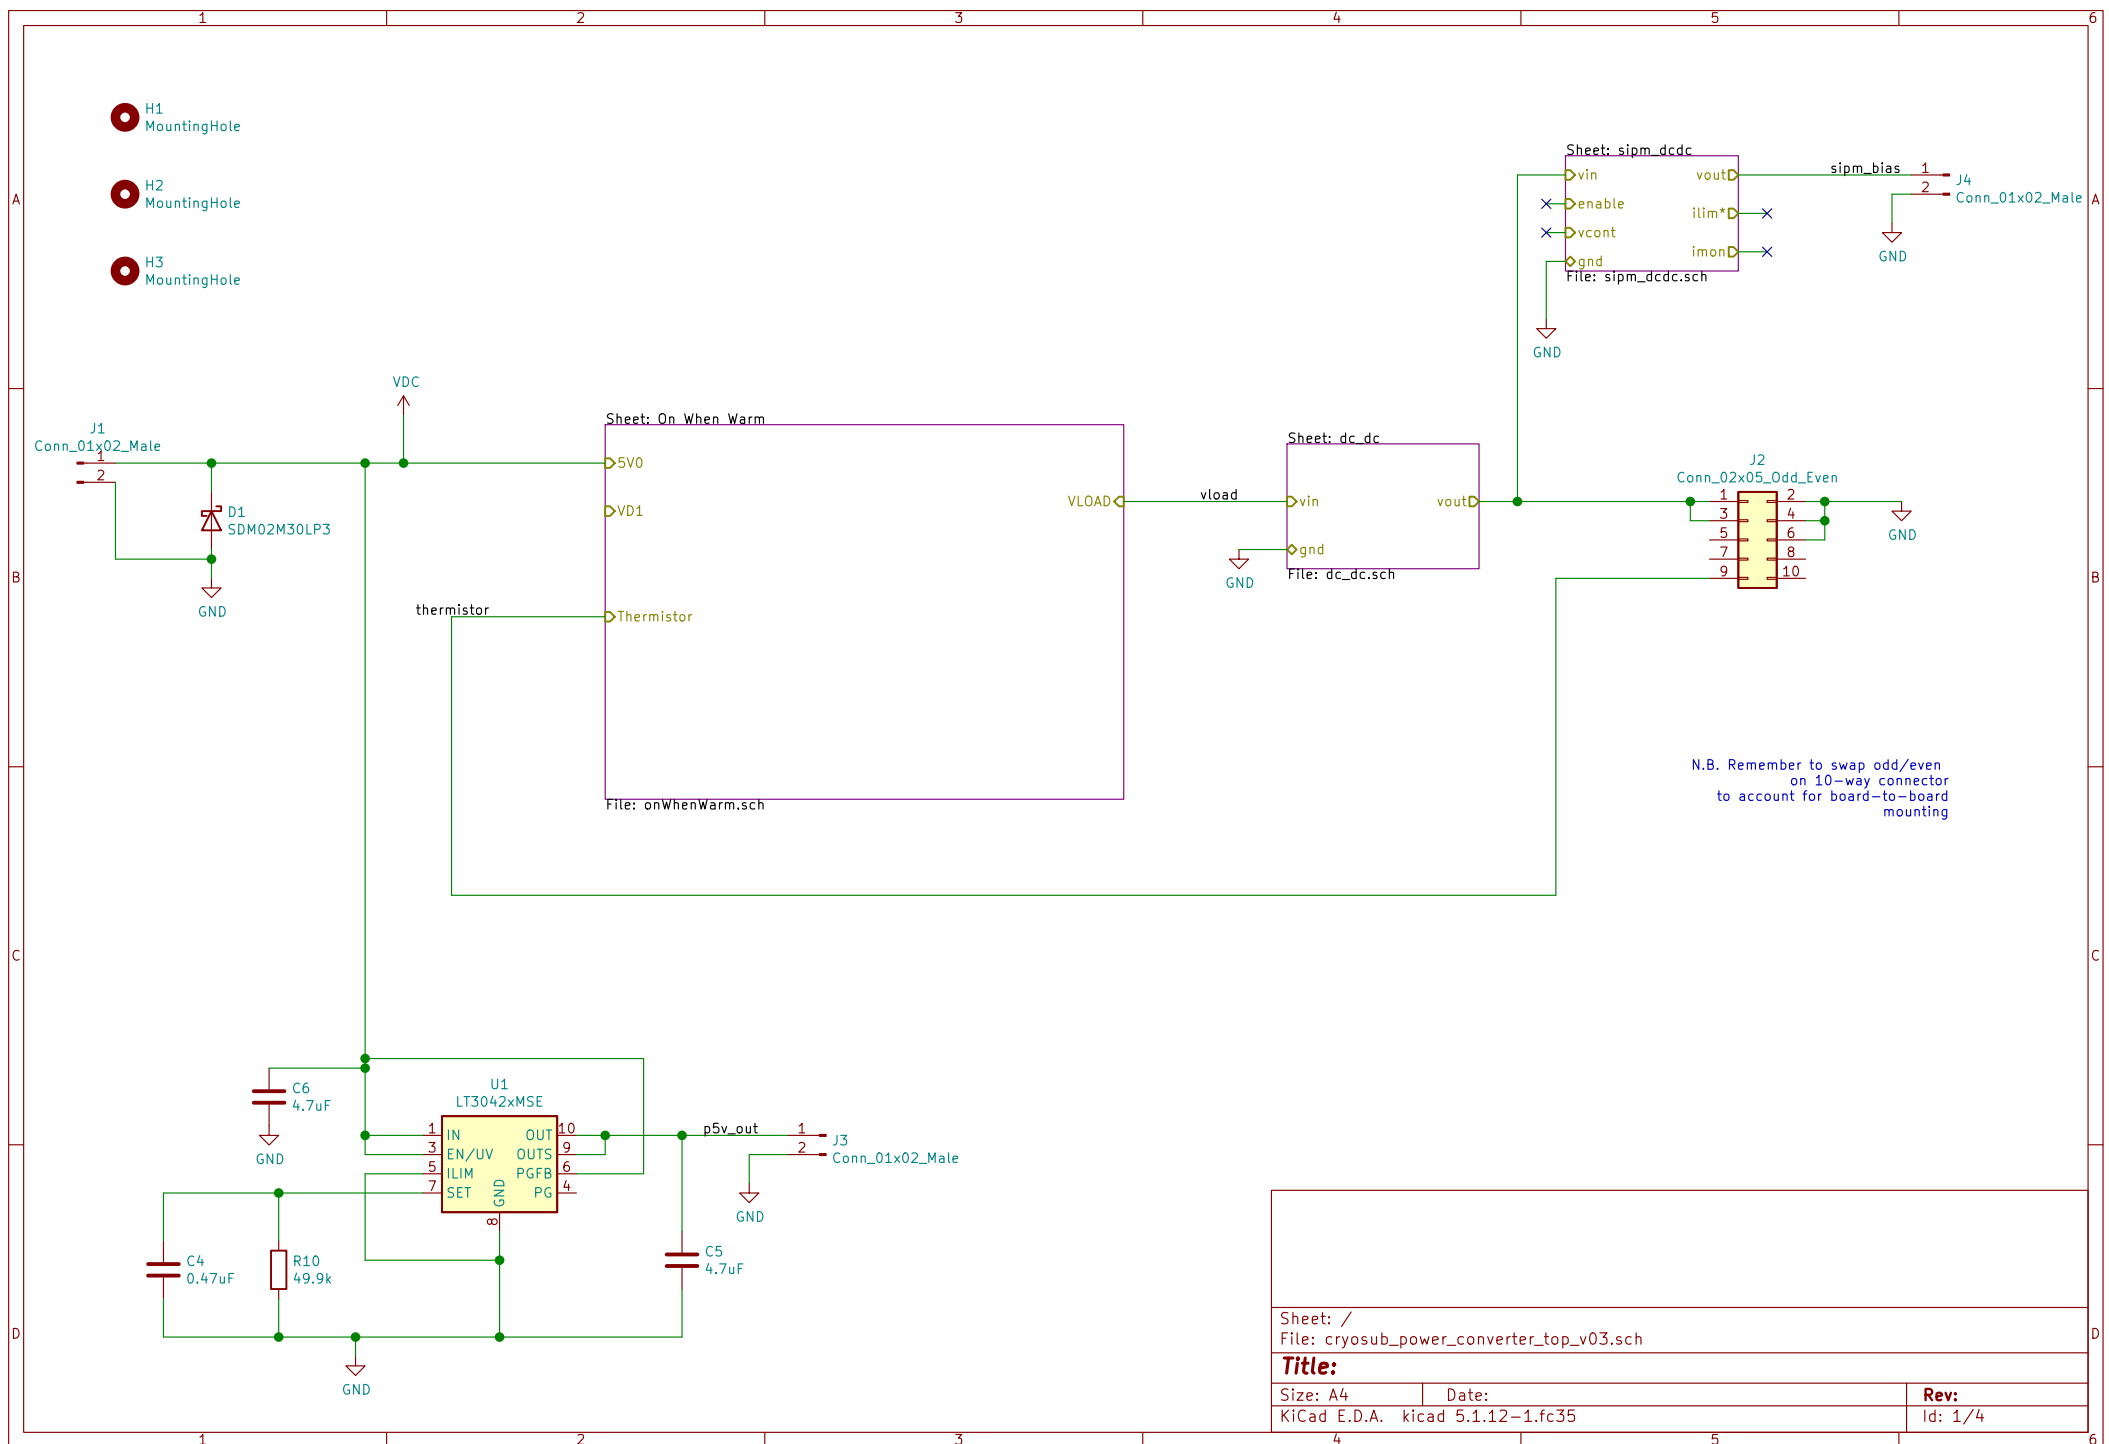 1 2 3 4 5 6
H1
MountingHole
H2
MountingHole
H3
MountingHole
A
A
Sheet: sipm_dcdc
vin
enable
vcont
gnd
vout
ilim*
imon
File: sipm_dcdc.sch
GND
sipm_bias
1
2
J4
Conn_01x02_Male
GND
VDC
J1
Conn_01x02_Male
1
2
D1
SDM02M30LP3
GND
Sheet: On When Warm
5V0
VD1
Thermistor
VLOAD
File: onWhenWarm.sch
thermistor
vload
Sheet: dc_dc
vin
gnd
vout
File: dc_dc.sch
GND
J2
Conn_02x05_Odd_Even
1 2
3 4
5 6
7 8
9 10
GND
B
B
N.B. Remember to swap odd/even
on 10-way connector
to account for board-to-board
mounting
C
C
C6
4.7uF
GND
U1
LT3042xMSE
1 IN OUT 10
3 EN/UV OUTS 9
5 ILIM PGFB 6
7 SET PG 4
GND
8
p5v_out
1
2
J3
Conn_01x02_Male
GND
C4
0.47uF
R10
49.9k
C5
4.7uF
GND
D
D
Sheet: /
File: cryosub_power_converter_top_v03.sch
Title:
Size: A4 Date: Rev:
KiCad E.D.A. kicad 5.1.12-1.fc35 Id: 1/4
1 2 3 4 5 6